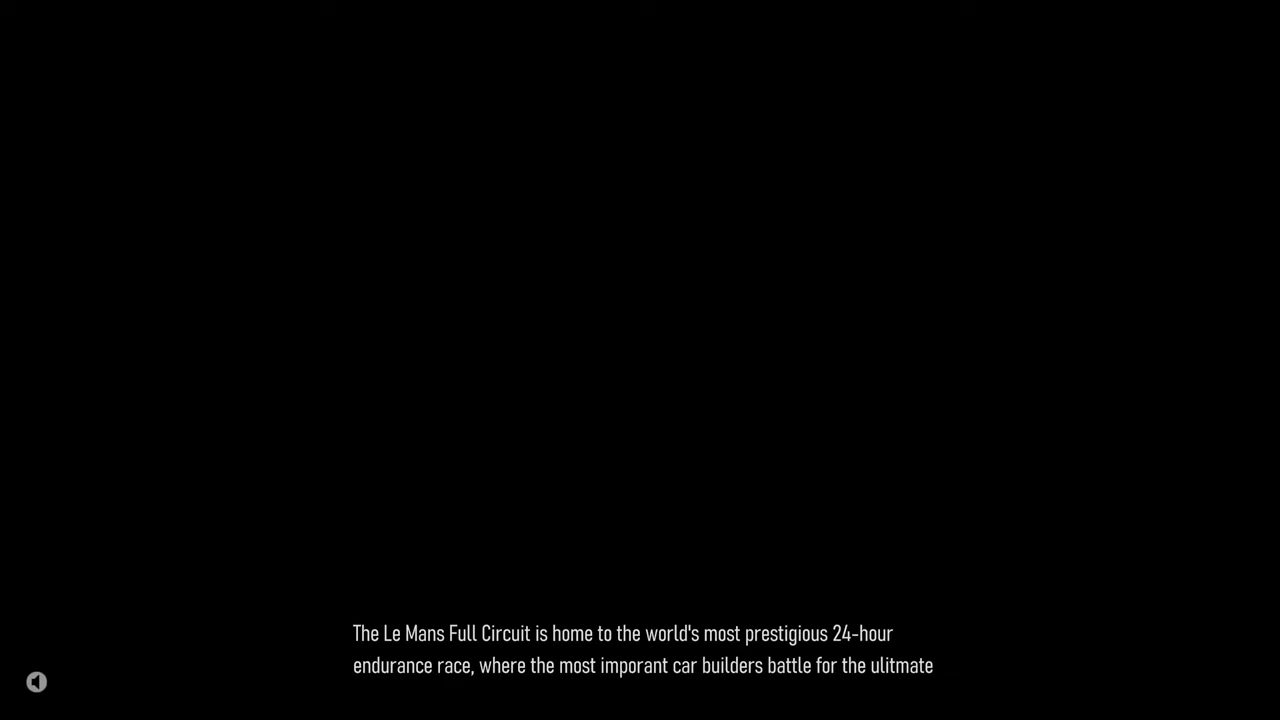 The Le Mans Full Circuit is home to the world's most prestigious 24-hour
endurance race, where the most imporant car builders battle for the ulitmate